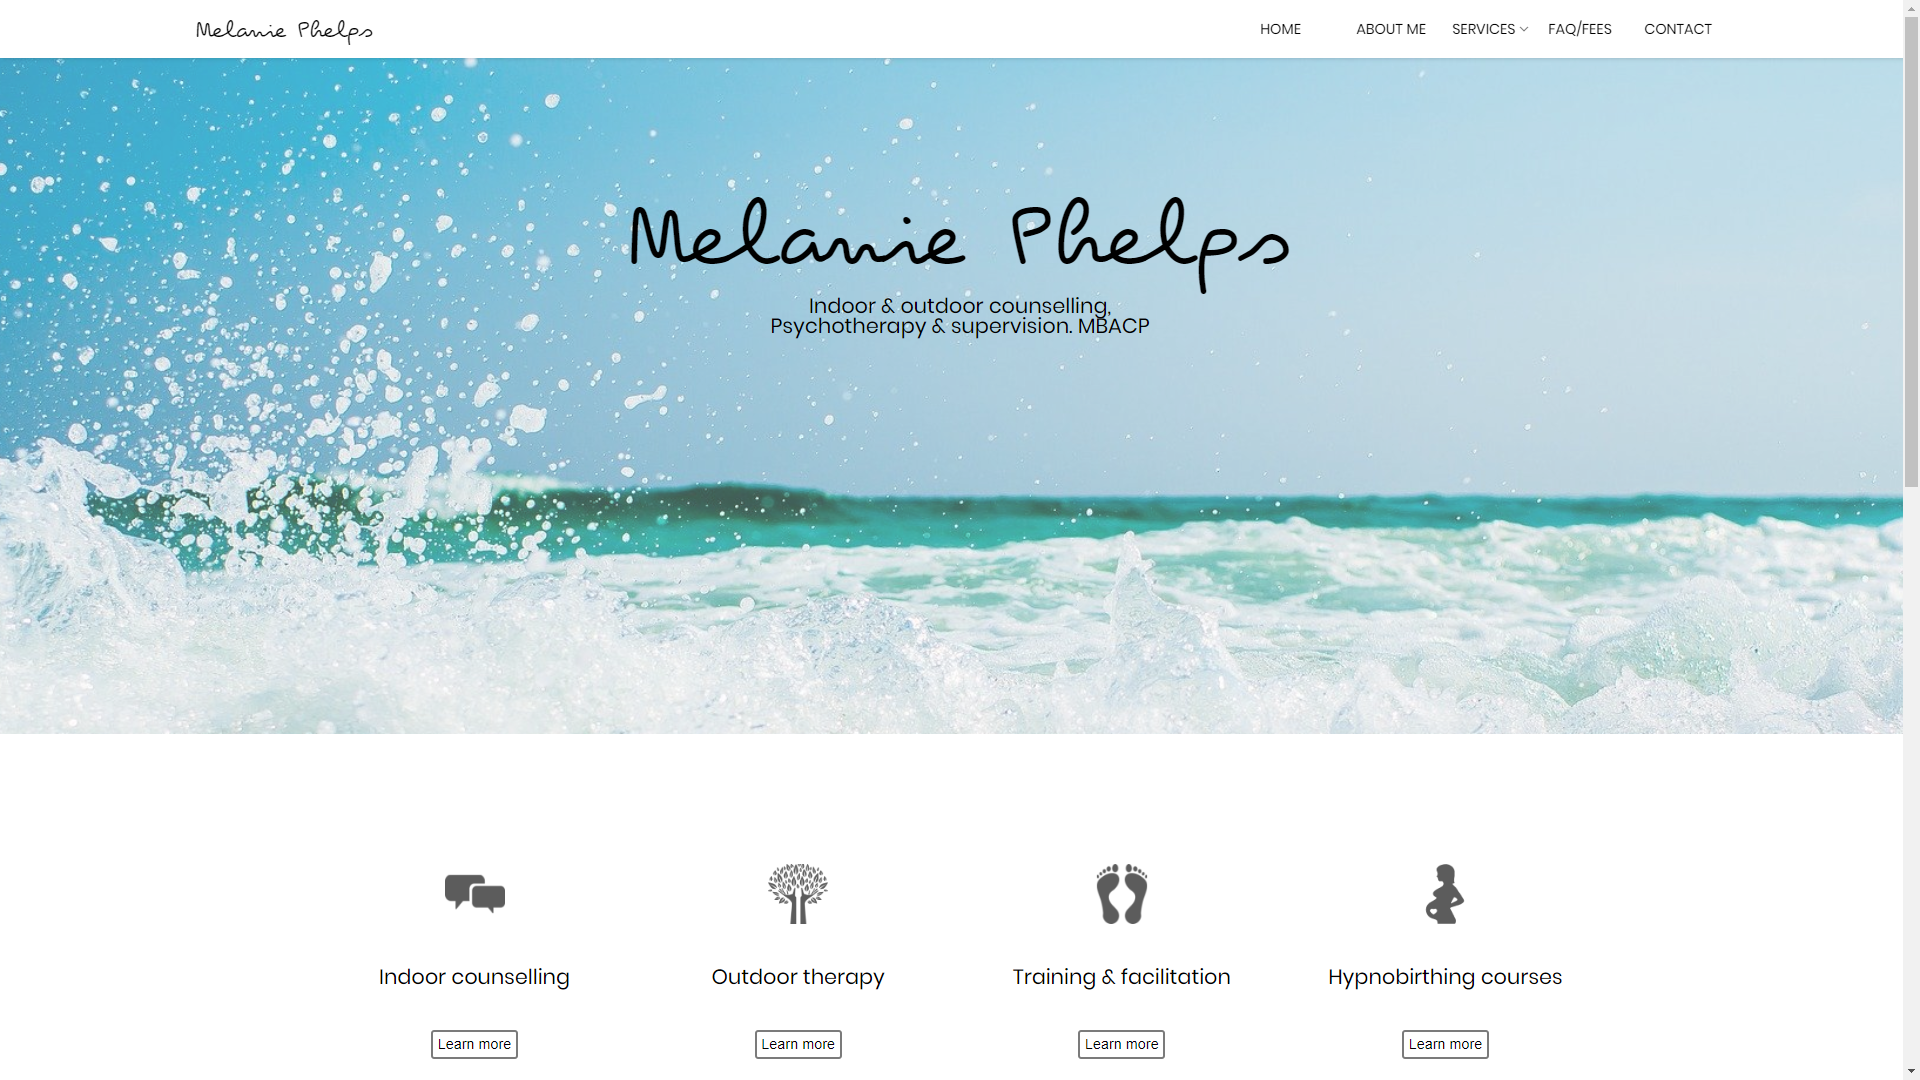 Melanie Phelps
HOME
ABOUT ME
SERVICES
FAQ/FEES
CONTACT
Melanie Phelps
Indoor & outdoor counselling,
Psychotherapy & supervision. MBACP
Indoor counselling
Outdoor therapy
Training & facilitation
Hypnobirthing courses
Learn more
Learn more
Learn more
Learn more